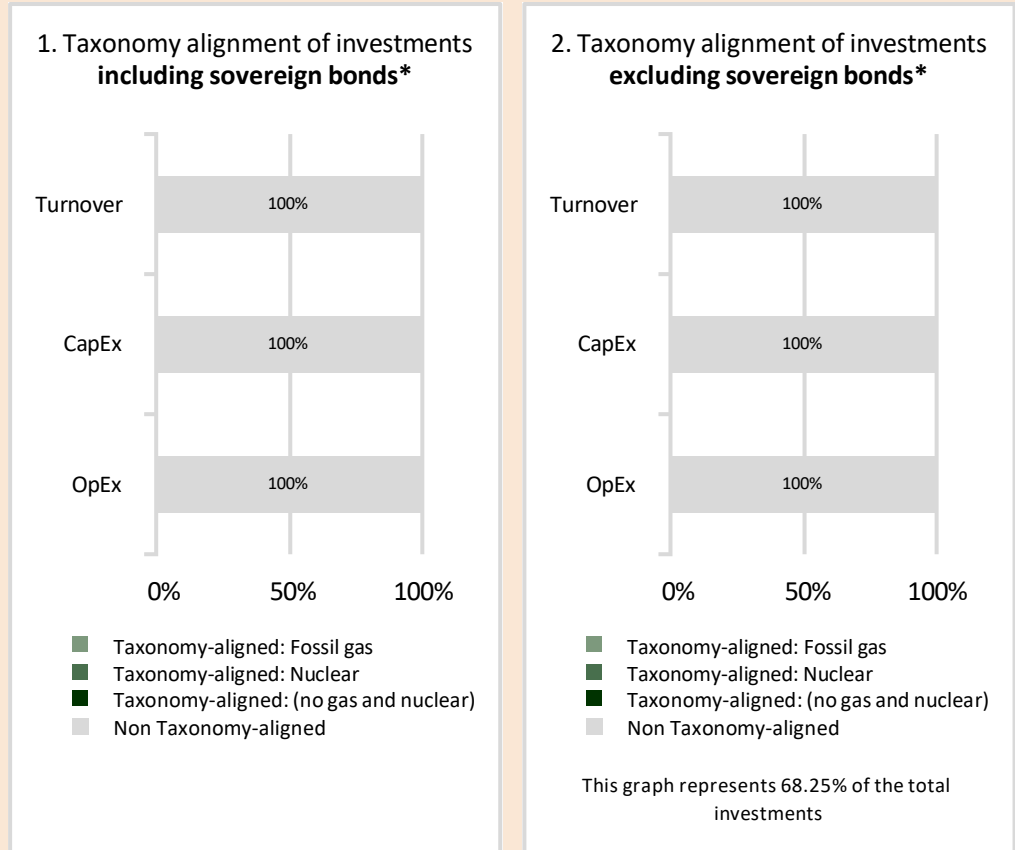 1. Taxonomy alignment of investments
including sovereign bonds*
Turnover
100%
CapEx
100%
OpEx
100%
0% 50% 100%
Taxonomy-aligned: Fossil gas
Taxonomy-aligned: Nuclear
Taxonomy-aligned: (no gas and nuclear)
Non Taxonomy-aligned
2. Taxonomy alignment of investments
excluding sovereign bonds*
Turnover
100%
CapEx
100%
OpEx
100%
0% 50% 100%
Taxonomy-aligned: Fossil gas
Taxonomy-aligned: Nuclear
Taxonomy-aligned: (no gas and nuclear)
Non Taxonomy-aligned
This graph represents 68.25% of the total
investments